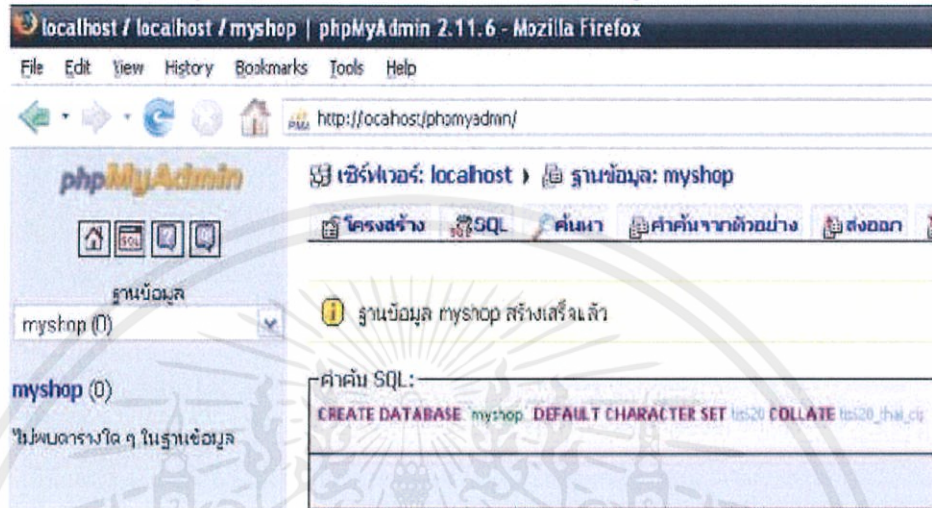 localhost / localhost / myshop | phpMyAdmin 2.11.6 - Mozilla Firefox
File Edit View History Bookmarks Tools Help
http://localhost/phpmyadmin/
phpMyAdmin
SQL
ฐานข้อมูล
myshop (0)
myshop (0)
ไม่พบตารางใด ๆ ในฐานข้อมูล
เซิร์ฟเวอร์: localhost ฐานข้อมูล: myshop
โครงสร้าง SQL ค้นหา คำค้นจากตัวอย่าง ส่งออก
ฐานข้อมูล myshop สร้างเสร็จแล้ว
คำค้น SQL:
CREATE DATABASE `myshop` DEFAULT CHARACTER SET tis620 COLLATE tis620_thai_ci;